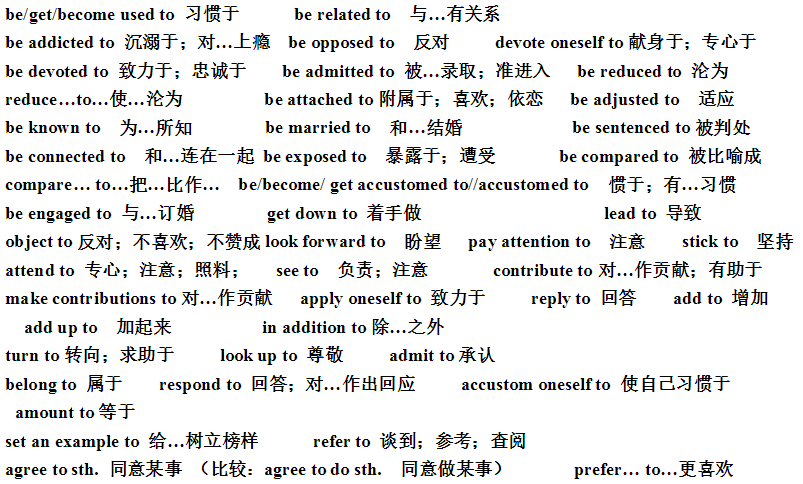 be/get/become used to 习惯于 be related to 与…有关系
be addicted to 沉溺于；对…上瘾 be opposed to 反对 devote oneself to 献身于；专心于
be devoted to 致力于；忠诚于 be admitted to 被…录取；准进入 be reduced to 沦为
reduce…to…使…沦为 be attached to 附属于；喜欢；依恋 be adjusted to 适应
be known to 为…所知 be married to 和…结婚 be sentenced to 被判处
be connected to 和…连在一起 be exposed to 暴露于；遭受 be compared to 被比喻成
compare… to…把…比作… be/become/ get accustomed to//accustomed to 惯于；有…习惯
be engaged to 与…订婚 get down to 着手做 lead to 导致
object to 反对；不喜欢；不赞成 look forward to 盼望 pay attention to 注意 stick to 坚持
attend to 专心；注意；照料； see to 负责；注意 contribute to 对…作贡献；有助于
make contributions to 对…作贡献 apply oneself to 致力于 reply to 回答 add to 增加
add up to 加起来 in addition to 除…之外
turn to 转向；求助于 look up to 尊敬 admit to 承认
belong to 属于 respond to 回答；对…作出回应 accustom oneself to 使自己习惯于
amount to 等于
set an example to 给…树立榜样 refer to 谈到；参考；查阅
agree to sth. 同意某事 （比较：agree to do sth. 同意做某事） prefer… to…更喜欢